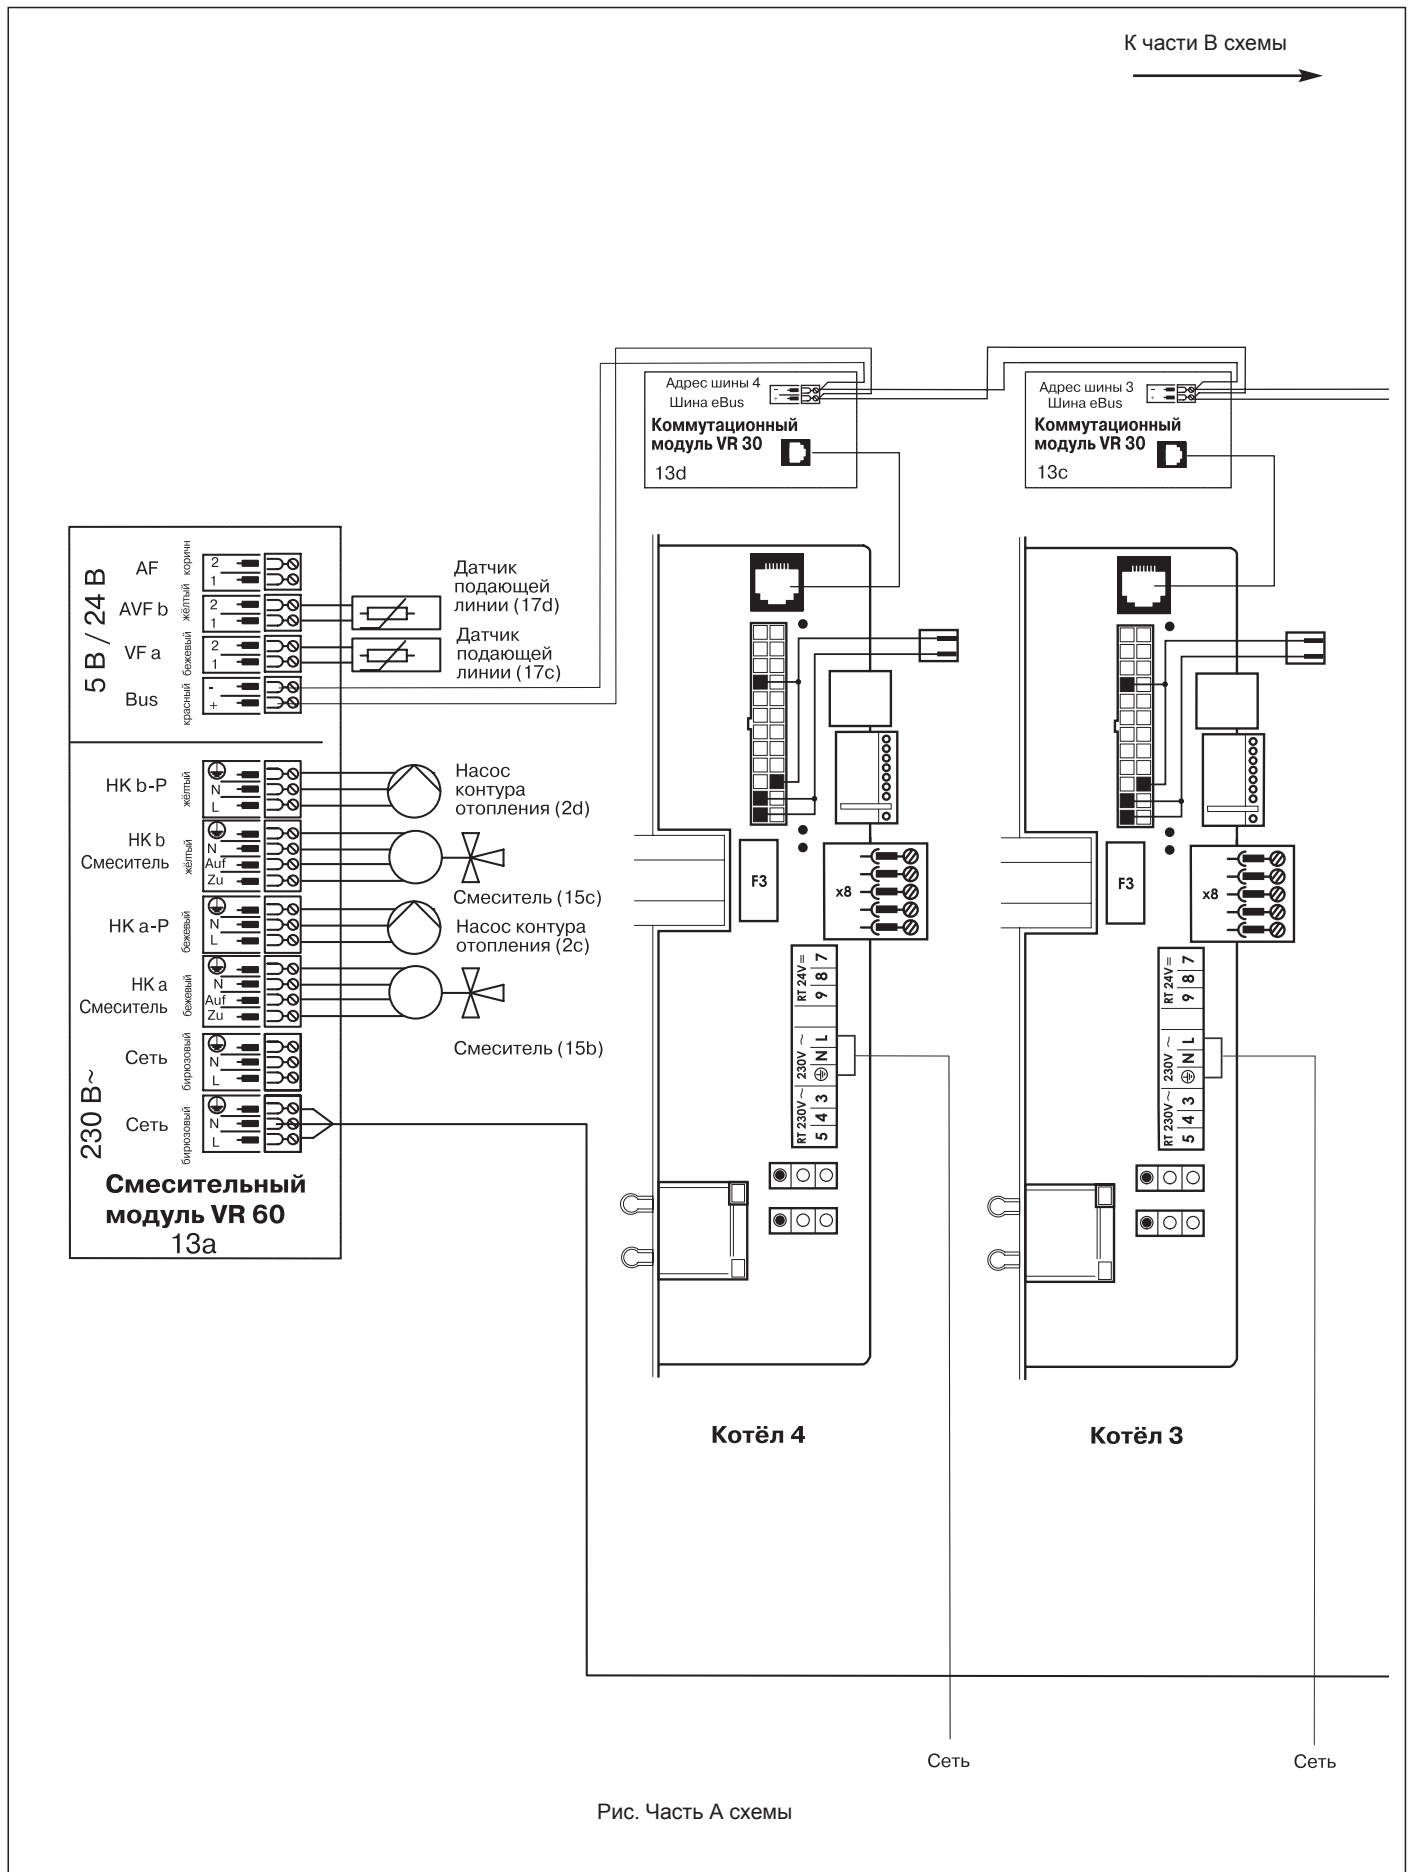 К части В схемы
Адрес шины 4
Шина eBus
-
+
Коммутационный
модуль VR 30
13d
Адрес шины 3
Шина eBus
-
+
Коммутационный
модуль VR 30
13c
5 В / 24 В
AF
2
1
коричн
AVF b
2
1
жёлтый
VF a
2
1
бежевый
Bus
-
+
красный
Датчик
подающей
линии (17d)
Датчик
подающей
линии (17c)
230 В~
HK b-P
N
L
жёлтый
HK b
Смеситель
N
Auf
Zu
жёлтый
HK a-P
N
L
бежевый
HK a
Смеситель
N
Auf
Zu
бежевый
Сеть
N
L
бирюзовый
Сеть
N
L
бирюзовый
Насос
контура
отопления (2d)
Смеситель (15c)
Насос контура
отопления (2c)
Смеситель (15b)
Смесительный
модуль VR 60
13a
F3
x8
RT 24V=
9 8 7
230V~
N L
RT 230V~
5 4 3
Котёл 4
F3
x8
RT 24V=
9 8 7
230V~
N L
RT 230V~
5 4 3
Котёл 3
Сеть
Сеть
Рис. Часть А схемы